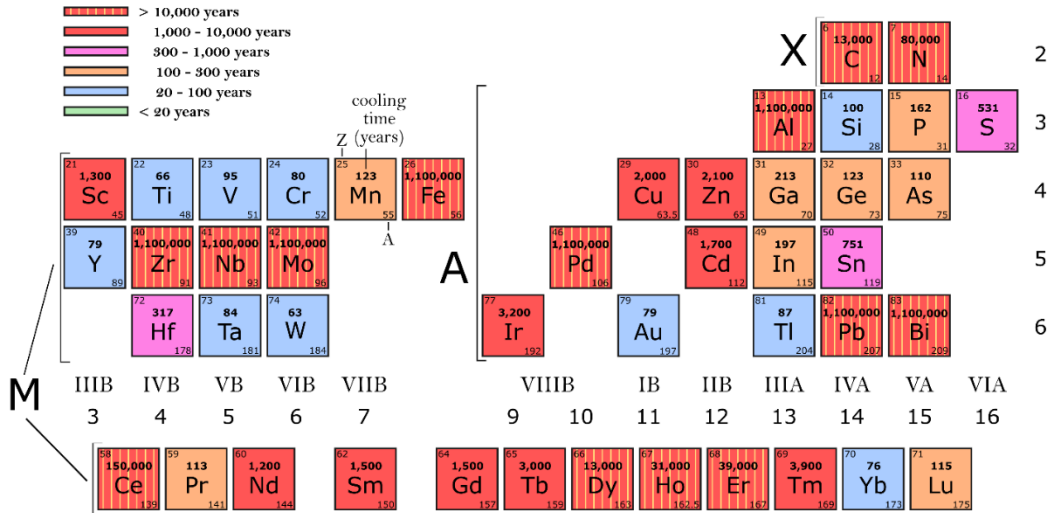 > 10,000 years
1,000 - 10,000 years
300 - 1,000 years
100 - 300 years
20 - 100 years
< 20 years
cooling
time
(years)
Z
A
X
6 13,000 C 12
7 80,000 N 14
2
13 1,100,000 Al 27
14 100 Si 28
15 162 P 31
16 531 S 32
3
21 1,300 Sc 45
22 66 Ti 48
23 95 V 51
24 80 Cr 52
25 123 Mn 55
26 1,100,000 Fe 56
29 2,000 Cu 63.5
30 2,100 Zn 65
31 213 Ga 70
32 123 Ge 73
33 110 As 75
4
39 79 Y 89
40 1,100,000 Zr 91
41 1,100,000 Nb 93
42 1,100,000 Mo 96
A
46 1,100,000 Pd 106
48 1,700 Cd 112
49 197 In 115
50 751 Sn 119
5
72 317 Hf 178
73 84 Ta 181
74 63 W 184
77 3,200 Ir 192
79 79 Au 197
81 87 Tl 204
82 1,100,000 Pb 207
83 1,100,000 Bi 209
6
M
IIIB IVB VB VIB VIIB VIIIB IB IIB IIIA IVA VA VIA
3 4 5 6 7 9 10 11 12 13 14 15 16
58 150,000 Ce 139
59 113 Pr 141
60 1,200 Nd 144
62 1,500 Sm 150
64 1,500 Gd 157
65 3,000 Tb 159
66 13,000 Dy 163
67 31,000 Ho 162.5
68 39,000 Er 167
69 3,900 Tm 169
70 76 Yb 173
71 115 Lu 175